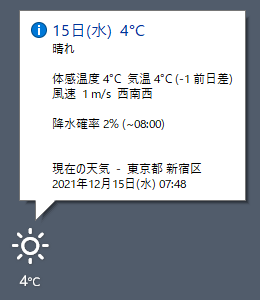 15日(水) 4°C
晴れ
体感温度 4°C 気温 4°C (-1 前日差)
風速 1 m/s 西南西
降水確率 2% (~08:00)
現在の天気 - 東京都 新宿区
2021年12月15日(水) 07:48
4°C